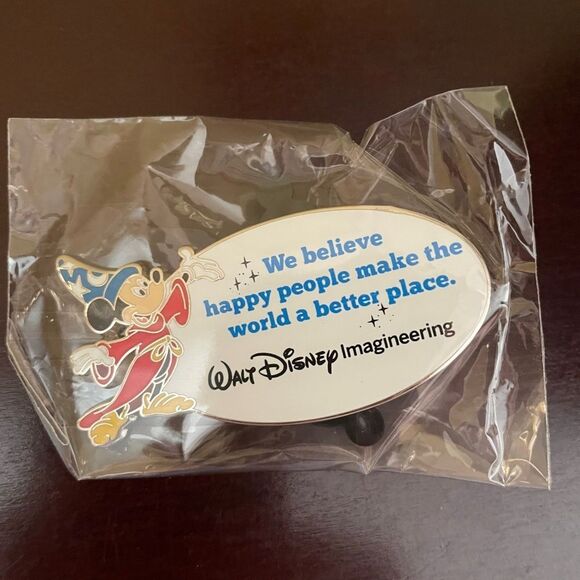 We believe
happy people make the
world a better place.
WALT DISNEY Imagineering